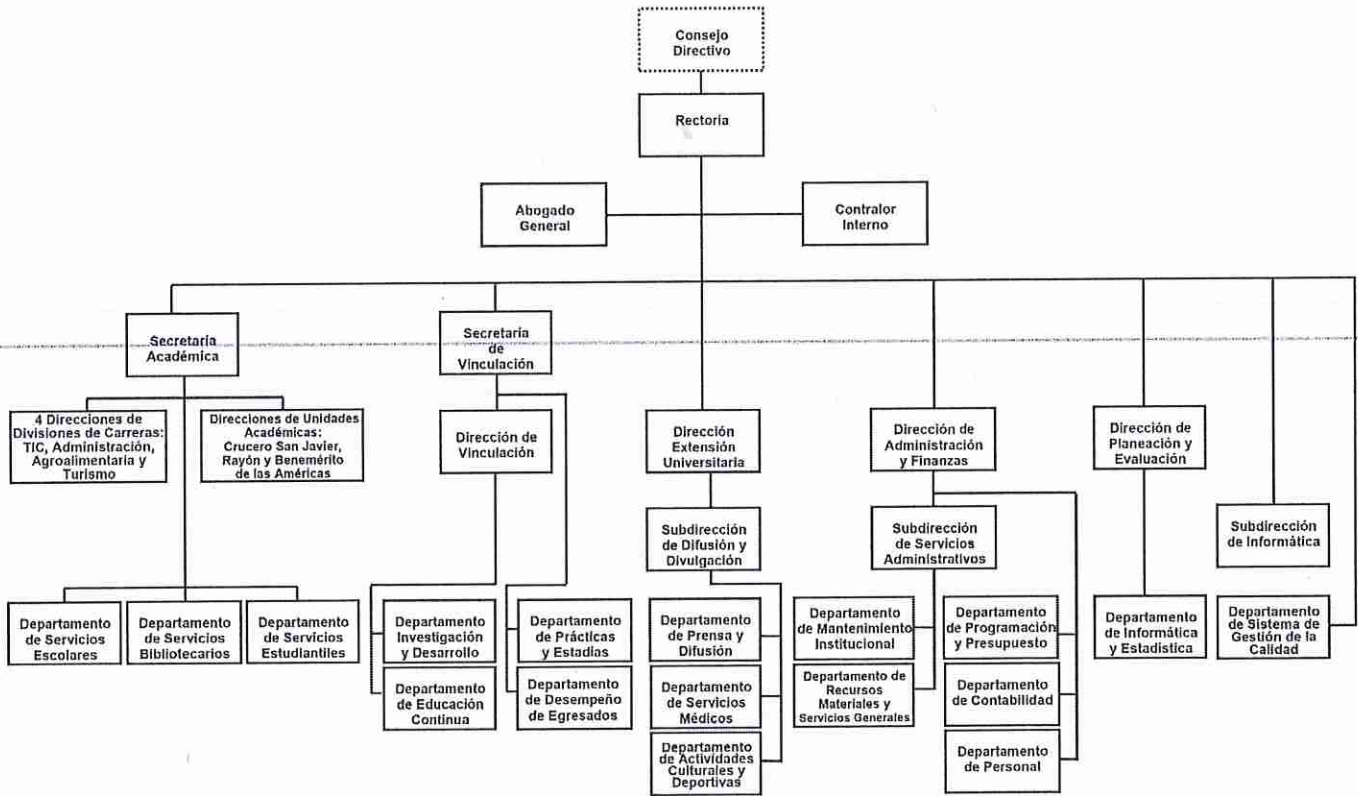 Consejo
Directivo
Rectoria
Abogado
General
Contralor
Interno
Secretaría
Académica
Secretaría
de
Vinculación
4 Direcciones de
Divisiones de Carreras:
TIC, Administración,
Agroalimentaria y
Turismo
Direcciones de Unidades
Académicas:
Crucero San Javier,
Rayón y Benemérito
de las Américas
Dirección de
Vinculación
Dirección
Extensión
Universitaria
Dirección de
Administración
y Finanzas
Dirección de
Planeación y
Evaluación
Subdirección
de Difusión y
Divulgación
Subdirección
de Servicios
Administrativos
Subdirección
de Informática
Departamento
de Servicios
Escolares
Departamento
de Servicios
Bibliotecarios
Departamento
de Servicios
Estudiantiles
Departamento
Investigación
y Desarrollo
Departamento
de Prácticas
y Estadías
Departamento
de Prensa y
Difusión
Departamento
de Mantenimiento
Institucional
Departamento
de Programación
y Presupuesto
Departamento
de Informática
y Estadística
Departamento
de Sistema de
Gestión de la
Calidad
Departamento
de Educación
Continua
Departamento
de Desempeño
de Egresados
Departamento
de Servicios
Médicos
Departamento de
Recursos
Materiales y
Servicios Generales
Departamento
de Contabilidad
Departamento
de Actividades
Culturales y
Deportivas
Departamento
de Personal